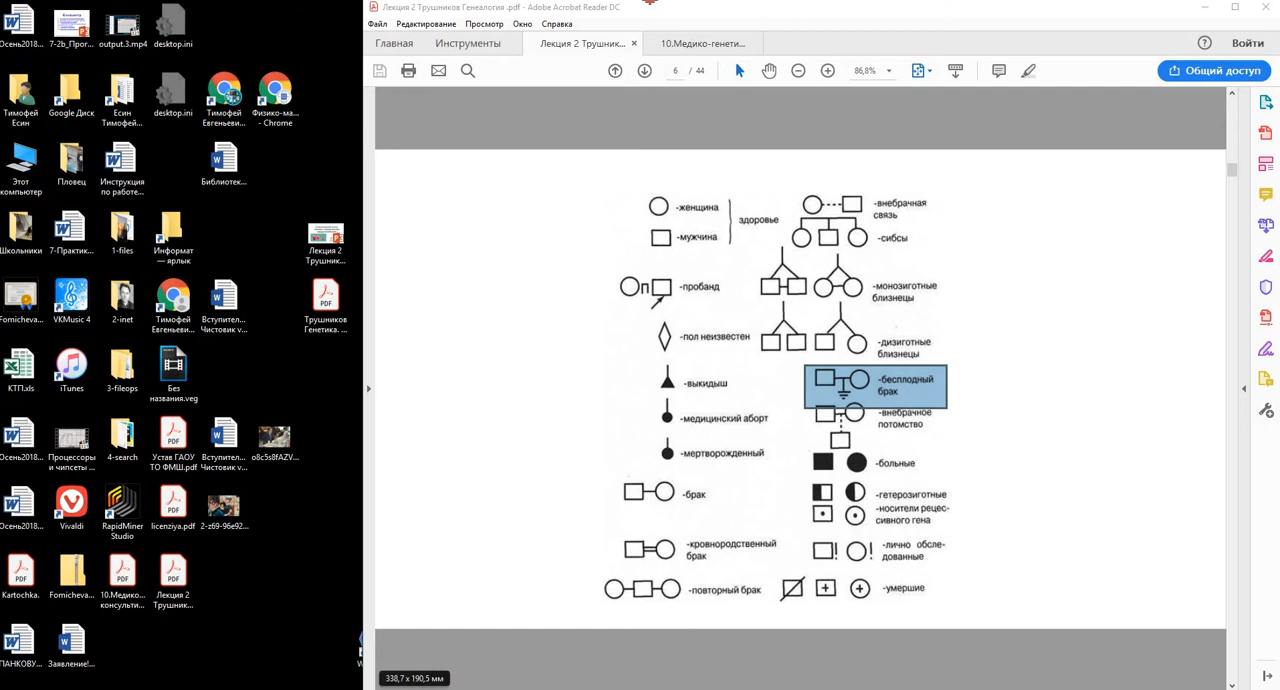 Осень2018...
7-2b_Прог...
output.3.mp4
desktop.ini
Тимофей Есин
Google Диск
Есин Тимофей...
desktop.ini
Тимофей Евгеньеви...
Физико-ма... - Chrome
Этот компьютер
Пловец
Инструкция по работе...
Библиотек...
Школьники
7-Практик...
1-files
Информат — ярлык
Лекция 2 Трушник...
Fomicheva...
VKMusic 4
2-inet
Тимофей Евгеньеви...
Вступител... Чистовик v...
Трушников Генетика. ...
КТП.xls
iTunes
3-fileops
Без названия.veg
Осень2018...
Процессоры и чипсеты ...
4-search
Устав ГАОУ ТО ФМШ.pdf
Вступител... Чистовик v...
o8c5s8fAZV...
Осень2018...
Vivaldi
RapidMiner Studio
licenziya.pdf
2-z69-96e92...
Kartochka.
Fomicheva...
10.Медико- консульти...
Лекция 2 Трушник...
ПАНКОВУ...
Заявление!...
Лекция 2 Трушников Генеалогия .pdf - Adobe Acrobat Reader DC
Файл Редактирование Просмотр Окно Справка
Главная Инструменты Лекция 2 Трушник... × 10.Медико-генети... Войти
6 / 44 86,8% Общий доступ
-женщина
-мужчина
здоровье
-внебрачная связь
-сибсы
п -пробанд
-монозиготные близнецы
-пол неизвестен
-дизиготные близнецы
-выкидыш
-бесплодный брак
-медицинский аборт
-внебрачное потомство
-мертворожденный
-больные
-брак
-гетерозиготные
-носители рецес-
сивного гена
-кровнородственный брак
! ! -лично обсле-
дованные
-повторный брак
-умершие
338,7 x 190,5 мм